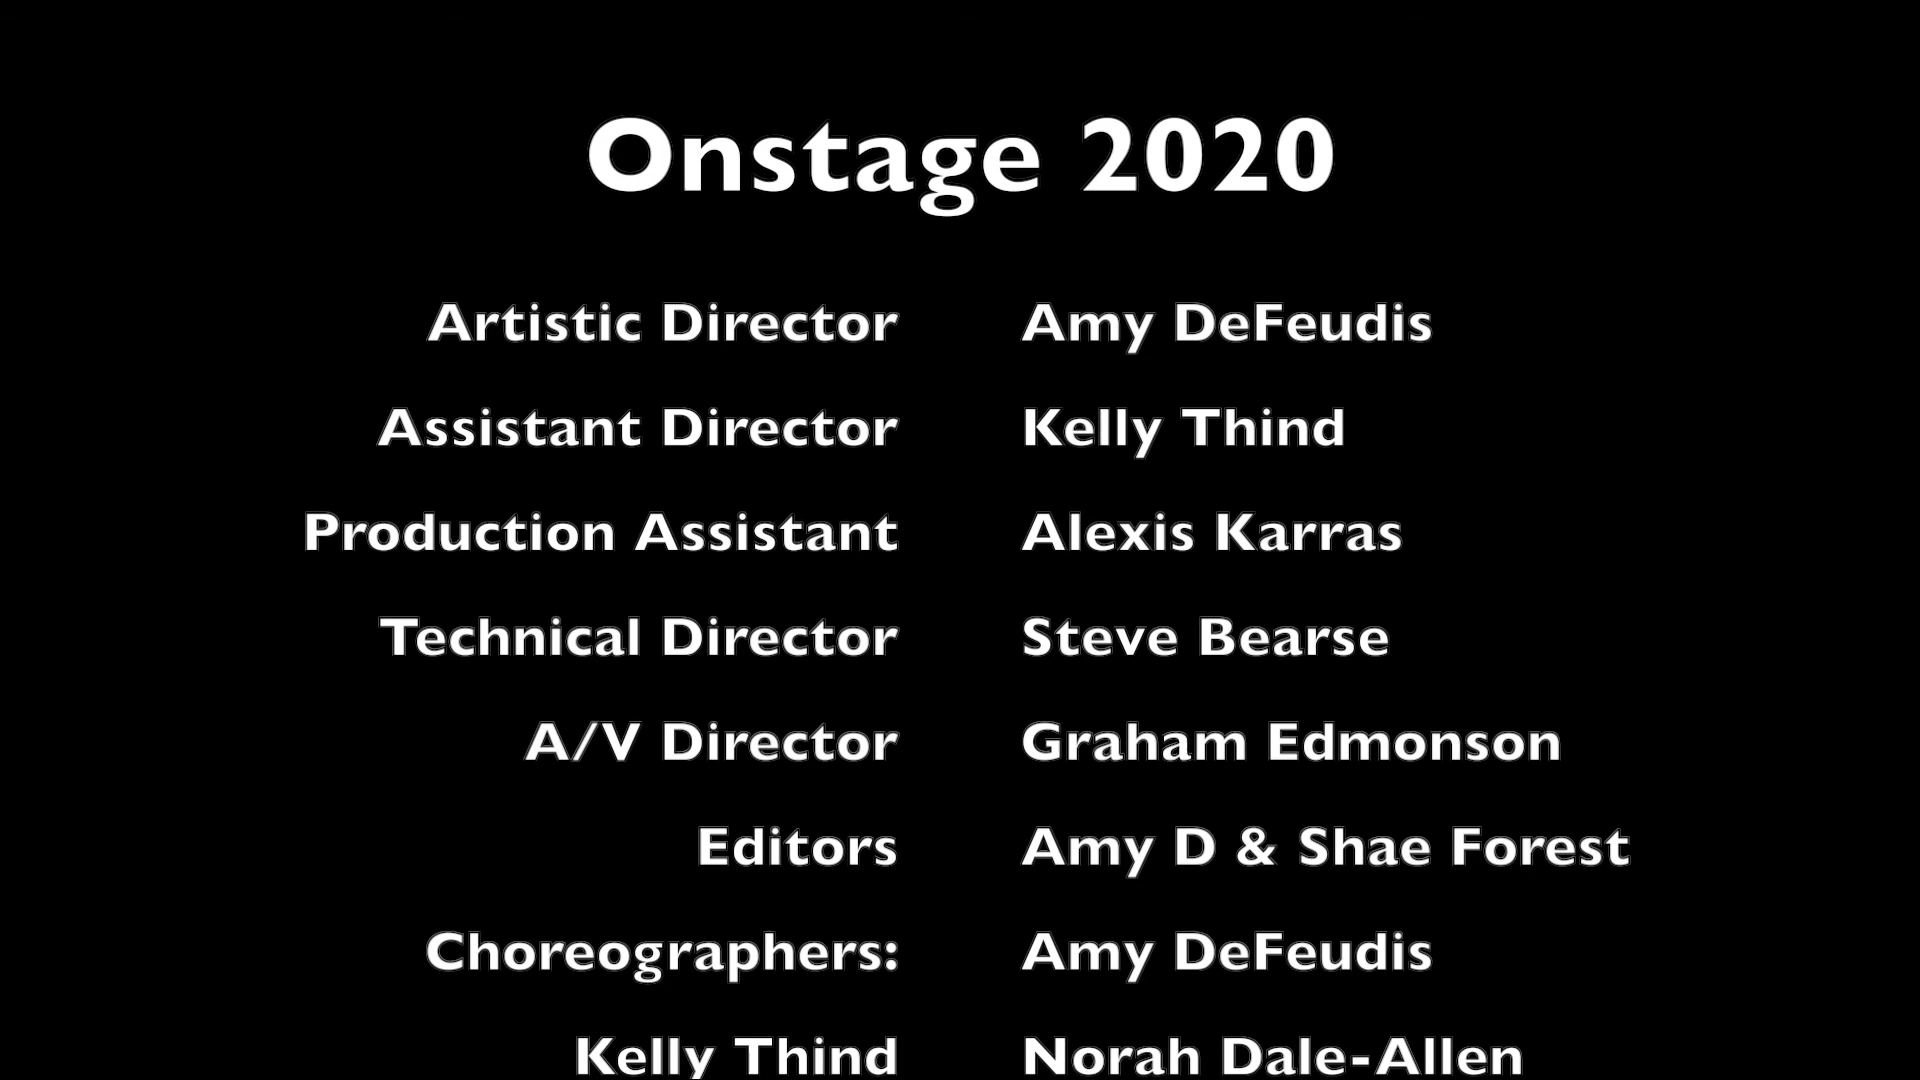 Onstage 2020
Artistic Director Amy DeFeudis
Assistant Director Kelly Thind
Production Assistant Alexis Karras
Technical Director Steve Bearse
A/V Director Graham Edmonson
Editors Amy D & Shae Forest
Choreographers: Amy DeFeudis
Kelly Thind Norah Dale-Allen